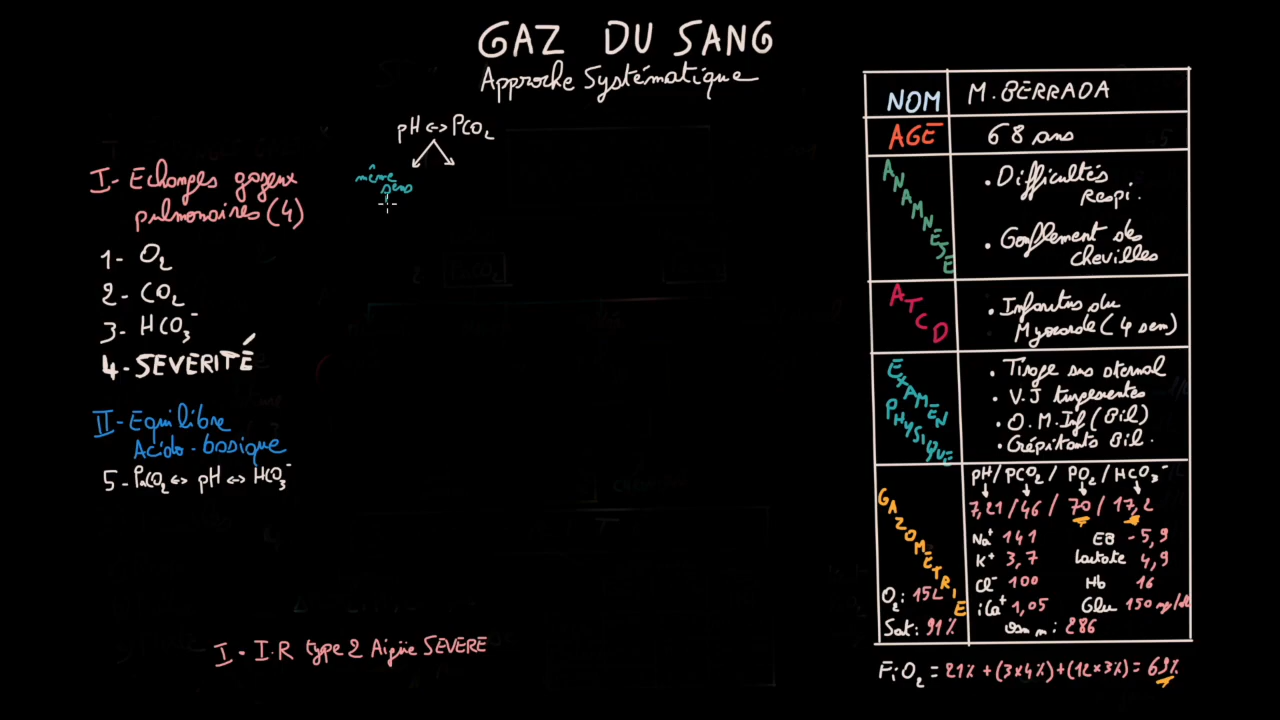 GAZ DU SANG
Approche Systématique
pH <-> PCO2
même
sens
I- Echanges gazeux
pulmonaires (4)
1- O2
2- CO2
3- HCO3-
4- SEVERITÉ
II- Equilibre
Acido-basique
5- PaCO2 <-> pH <-> HCO3-
I- I.R type 2 Aigüe SEVERE
NOM M. BERRADA
AGE 68 ans
ANAMNESE
. Difficultés
Respi.
. Gonflement des
chevilles
ATCD
. Infarctus du
Myocarde (4 sem)
EXAMEN
PHYSIQUE
. Tirage sus sternal
. V.J turgescentes
. O.M.Inf (Bil)
. Crépitants Bil.
GAZOMETRIE
pH / PCO2 / PO2 / HCO3-
7,21 / 46 / 70 / 17,2
Na+ 141 EB -5,9
K+ 3,7 lactate 4,9
Cl- 100 Hb 16
O2: 15L iCa+ 1,05 Glu 150 mg/dl
Sat: 91% osm m: 286
FiO2 = 21% + (3x4%) + (12x3%) = 69%